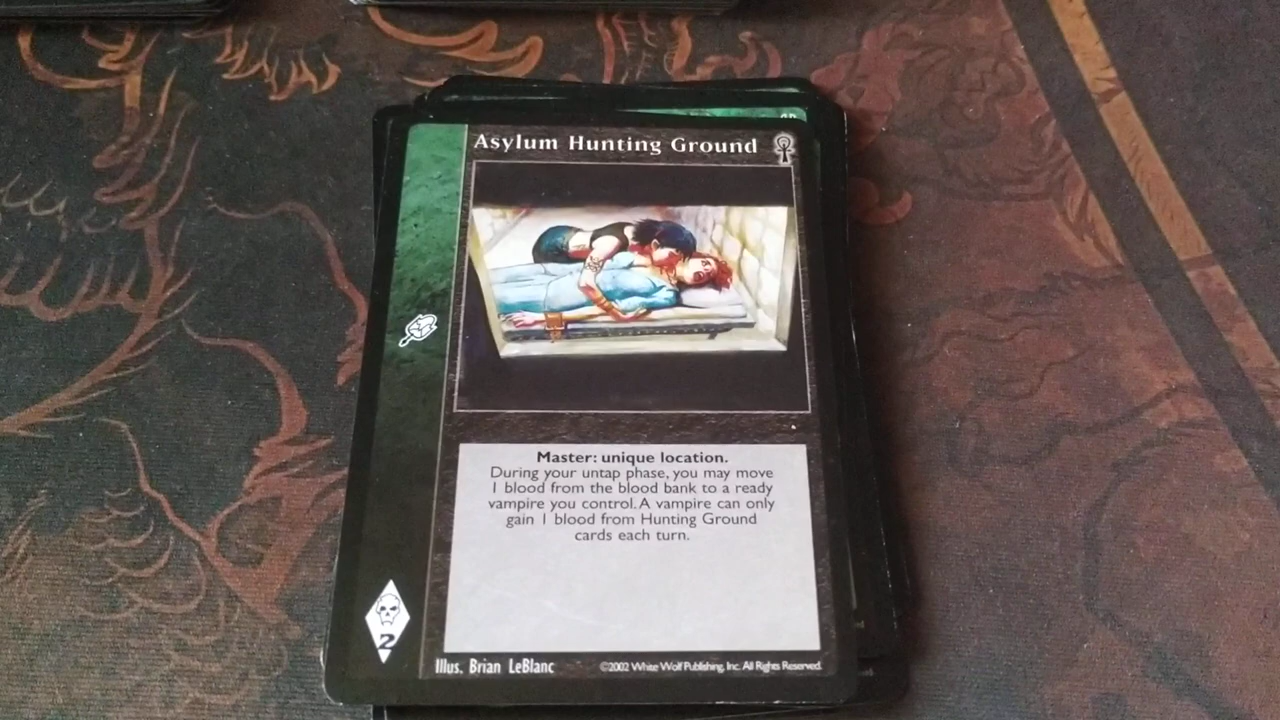 Asylum Hunting Ground
Master: unique location.
During your untap phase, you may move
1 blood from the blood bank to a ready
vampire you control. A vampire can only
gain 1 blood from Hunting Ground
cards each turn.
2
Illus. Brian LeBlanc
©2002 White Wolf Publishing, Inc. All Rights Reserved.